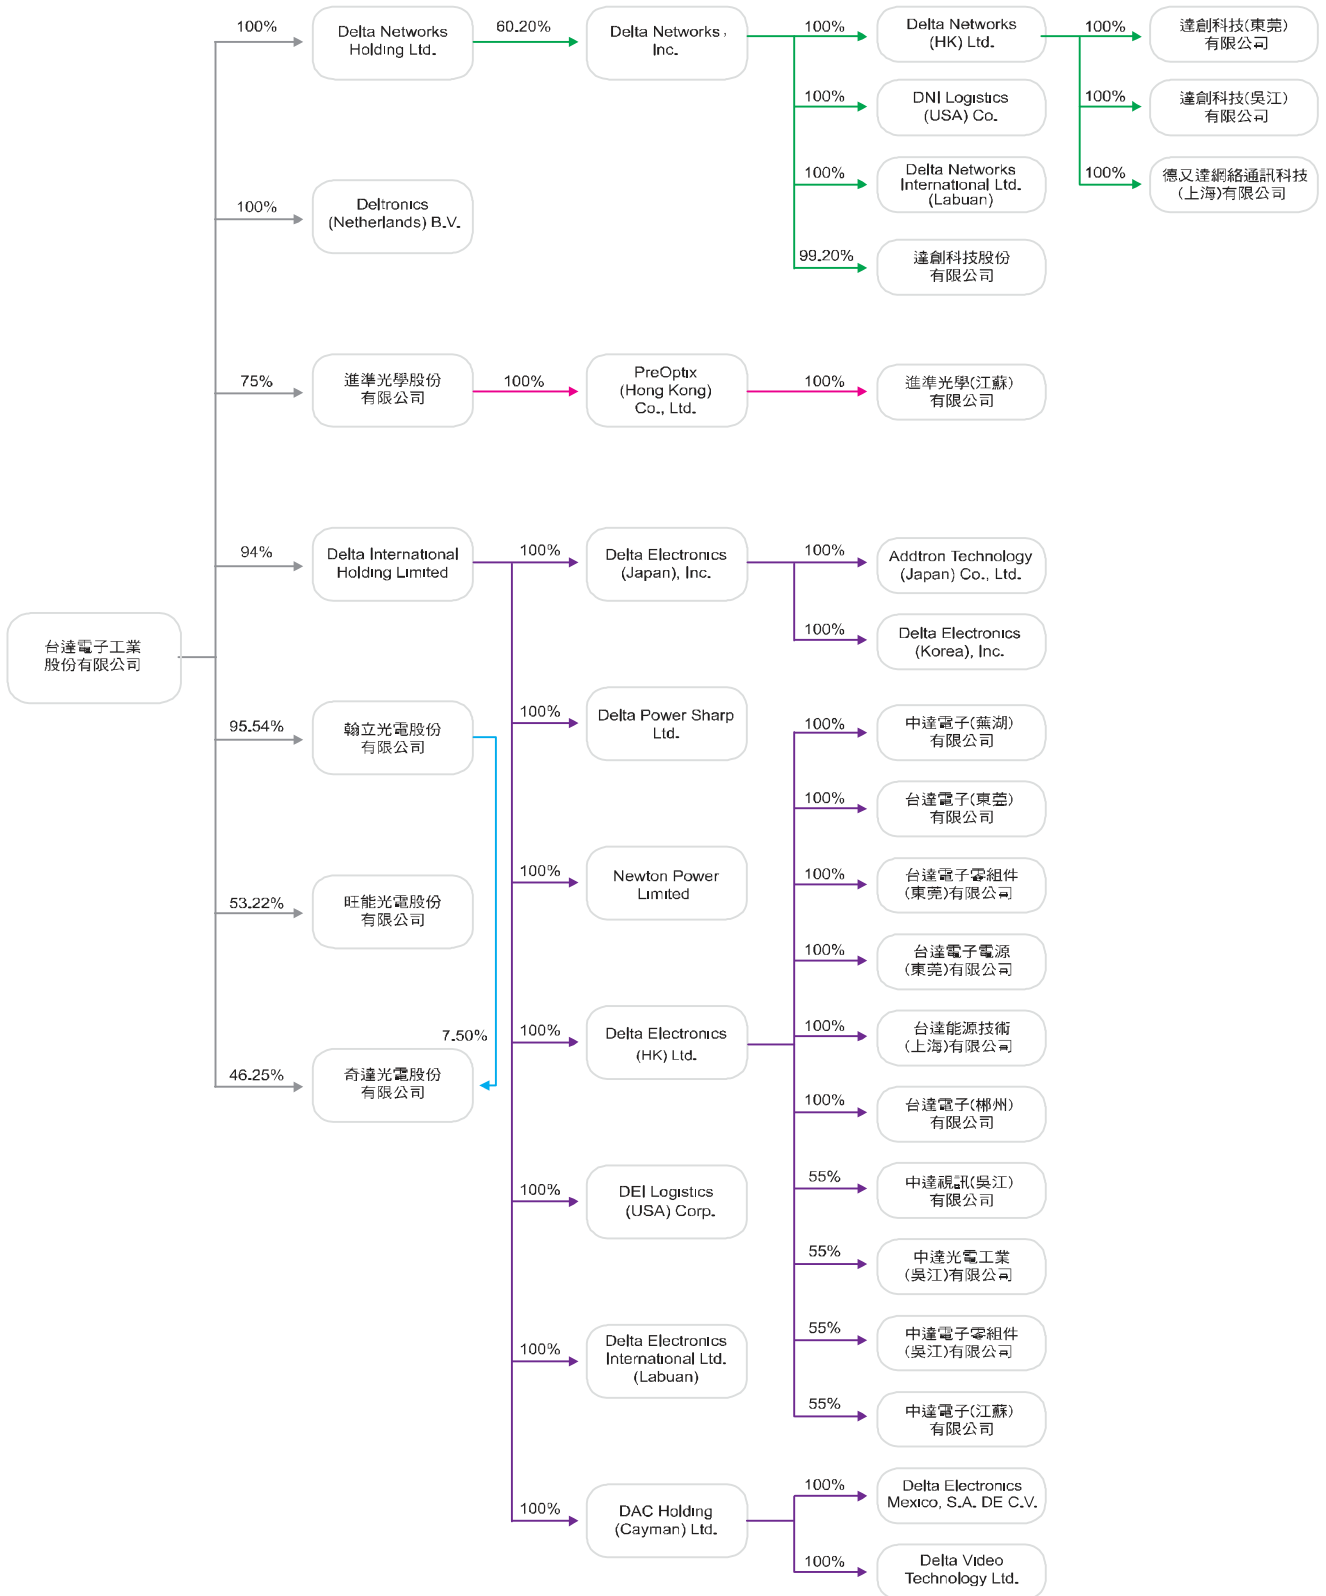 台達電子工業
股份有限公司
100%
Delta Networks
Holding Ltd.
60.20%
Delta Networks,
Inc.
100%
Delta Networks
(HK) Ltd.
100%
達創科技(東莞)
有限公司
100%
達創科技(吳江)
有限公司
100%
德又達網絡通訊科技
(上海)有限公司
100%
DNI Logistics
(USA) Co.
100%
Delta Networks
International Ltd.
(Labuan)
99.20%
達創科技股份
有限公司
100%
Deltronics
(Netherlands) B.V.
75%
進準光學股份
有限公司
100%
PreOptix
(Hong Kong)
Co., Ltd.
100%
進準光學(江蘇)
有限公司
94%
Delta International
Holding Limited
100%
Delta Electronics
(Japan), Inc.
100%
Addtron Technology
(Japan) Co., Ltd.
100%
Delta Electronics
(Korea), Inc.
100%
Delta Power Sharp
Ltd.
100%
Newton Power
Limited
100%
Delta Electronics
(HK) Ltd.
100%
中達電子(蕪湖)
有限公司
100%
台達電子(東莞)
有限公司
100%
台達電子零組件
(東莞)有限公司
100%
台達電子電源
(東莞)有限公司
100%
台達能源技術
(上海)有限公司
100%
台達電子(郴州)
有限公司
55%
中達視訊(吳江)
有限公司
55%
中達光電工業
(吳江)有限公司
55%
中達電子零組件
(吳江)有限公司
55%
中達電子(江蘇)
有限公司
100%
DEI Logistics
(USA) Corp.
100%
Delta Electronics
International Ltd.
(Labuan)
100%
DAC Holding
(Cayman) Ltd.
100%
Delta Electronics
Mexico, S.A. DE C.V.
100%
Delta Video
Technology Ltd.
95.54%
翰立光電股份
有限公司
7.50%
53.22%
旺能光電股份
有限公司
46.25%
奇達光電股份
有限公司